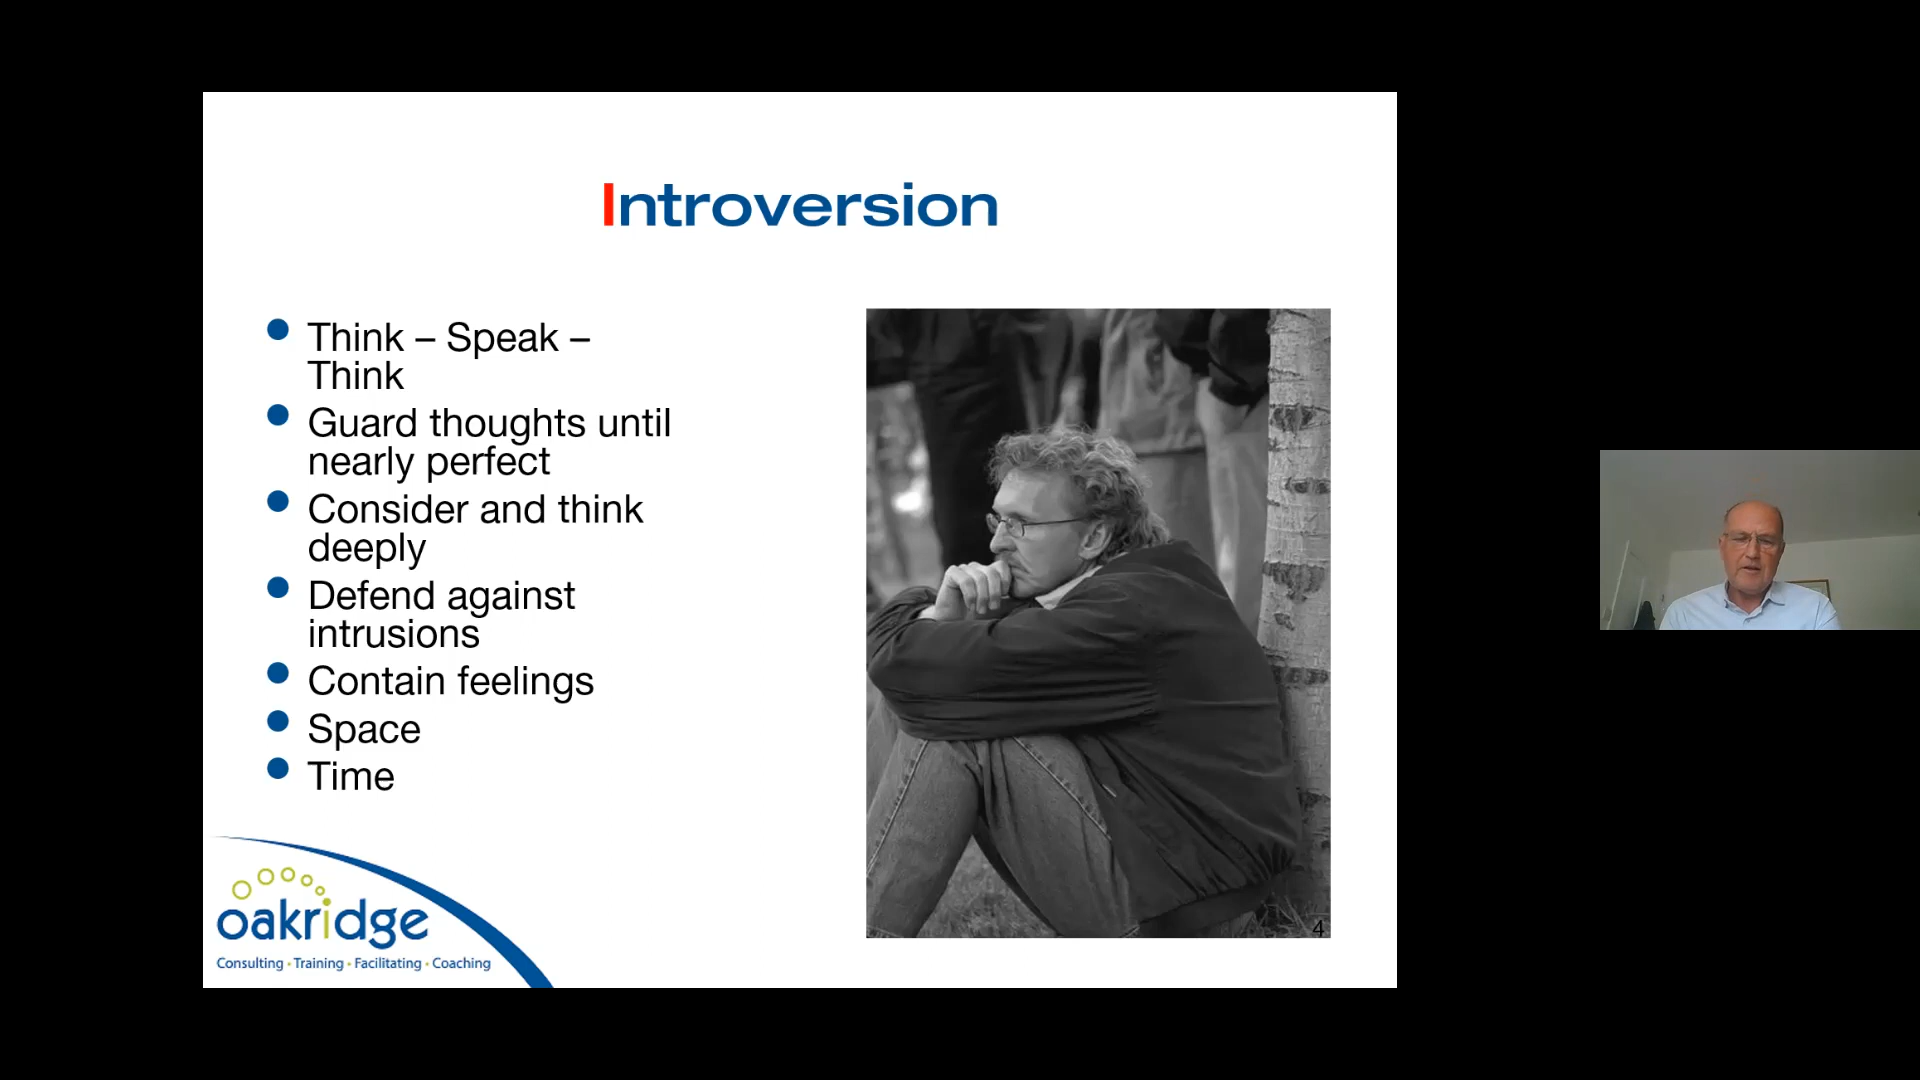 Introversion
Think – Speak –
Think
Guard thoughts until
nearly perfect
Consider and think
deeply
Defend against
intrusions
Contain feelings
Space
Time
oakridge
Consulting · Training · Facilitating · Coaching
4